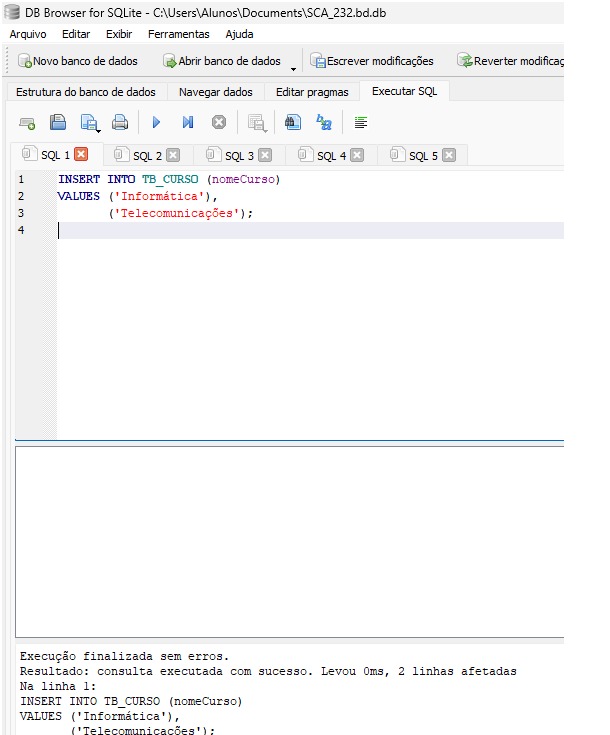 DB Browser for SQLite - C:\Users\Alunos\Documents\SCA_232.bd.db
Arquivo Editar Exibir Ferramentas Ajuda
Novo banco de dados Abrir banco de dados Escrever modificações Reverter modificaç
Estrutura do banco de dados Navegar dados Editar pragmas Executar SQL
SQL 1 SQL 2 SQL 3 SQL 4 SQL 5
1 INSERT INTO TB_CURSO (nomeCurso)
2 VALUES ('Informática'),
3 ('Telecomunicações');
4
Execução finalizada sem erros.
Resultado: consulta executada com sucesso. Levou 0ms, 2 linhas afetadas
Na linha 1:
INSERT INTO TB_CURSO (nomeCurso)
VALUES ('Informática'),
('Telecomunicações');